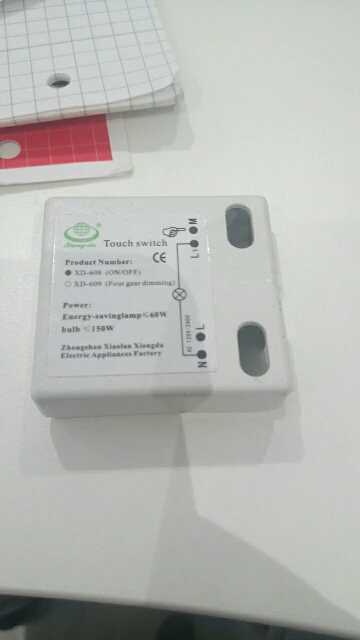 Touch switch
CE
Product Number:
● XD-608 (ON/OFF)
○ XD-609 (Four gear dimming)
Power:
Energy-savinglamp≤60W
bulb ≤150W
Zhongshan Xiaolan Xiongda
Electric Appliances Factory
M
L
L
N